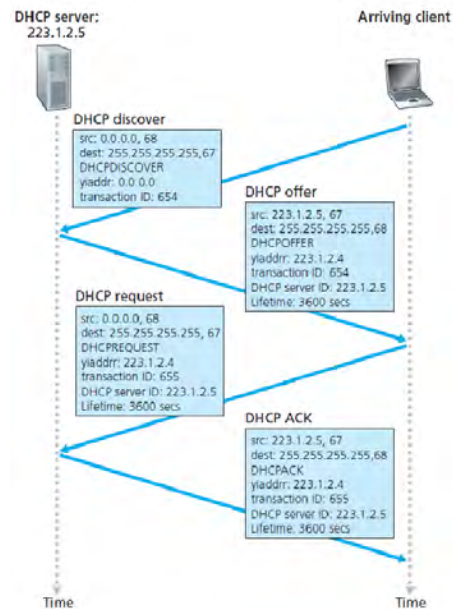 DHCP server:
223.1.2.5
Arriving client
DHCP discover
src: 0.0.0.0, 68
dest: 255.255.255.255,67
DHCPDISCOVER
yiaddr: 0.0.0.0
transaction ID: 654
DHCP offer
src: 223.1.2.5, 67
dest: 255.255.255.255,68
DHCPOFFER
yiaddrr: 223.1.2.4
transaction ID: 654
DHCP server ID: 223.1.2.5
Lifetime: 3600 secs
DHCP request
src: 0.0.0.0, 68
dest: 255.255.255.255, 67
DHCPREQUEST
yiaddrr: 223.1.2.4
transaction ID: 655
DHCP server ID: 223.1.2.5
Lifetime: 3600 secs
DHCP ACK
src: 223.1.2.5, 67
dest: 255.255.255.255,68
DHCPACK
yiaddrr: 223.1.2.4
transaction ID: 655
DHCP server ID: 223.1.2.5
Lifetime: 3600 secs
Time
Time